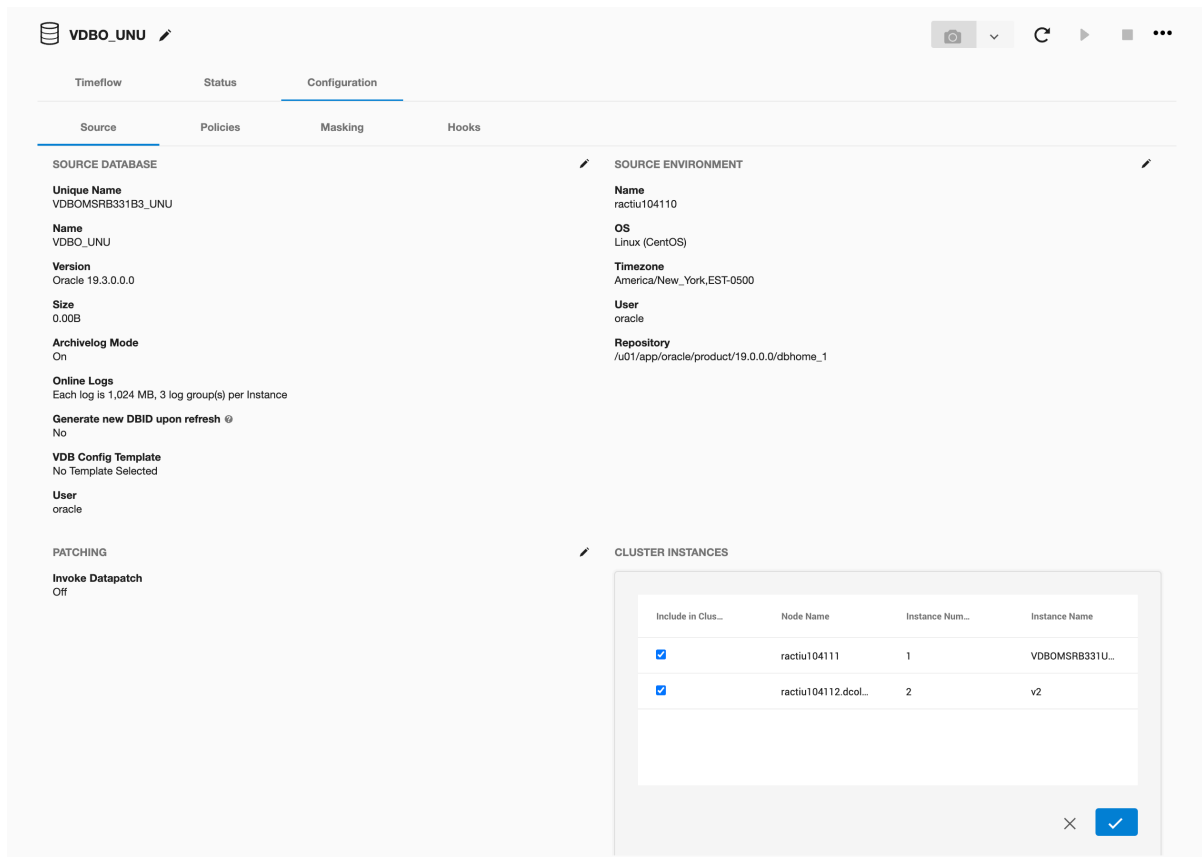 VDBO_UNU
Timeflow Status Configuration
Source Policies Masking Hooks
SOURCE DATABASE
Unique Name
VDBOMSRB331B3_UNU
Name
VDBO_UNU
Version
Oracle 19.3.0.0.0
Size
0.00B
Archivelog Mode
On
Online Logs
Each log is 1,024 MB, 3 log group(s) per Instance
Generate new DBID upon refresh
No
VDB Config Template
No Template Selected
User
oracle
SOURCE ENVIRONMENT
Name
ractiu104110
OS
Linux (CentOS)
Timezone
America/New_York,EST-0500
User
oracle
Repository
/u01/app/oracle/product/19.0.0.0/dbhome_1
PATCHING
Invoke Datapatch
Off
CLUSTER INSTANCES
Include in Clus... Node Name Instance Num... Instance Name
ractiu104111 1 VDBOMSRB331U...
ractiu104112.dcol... 2 v2